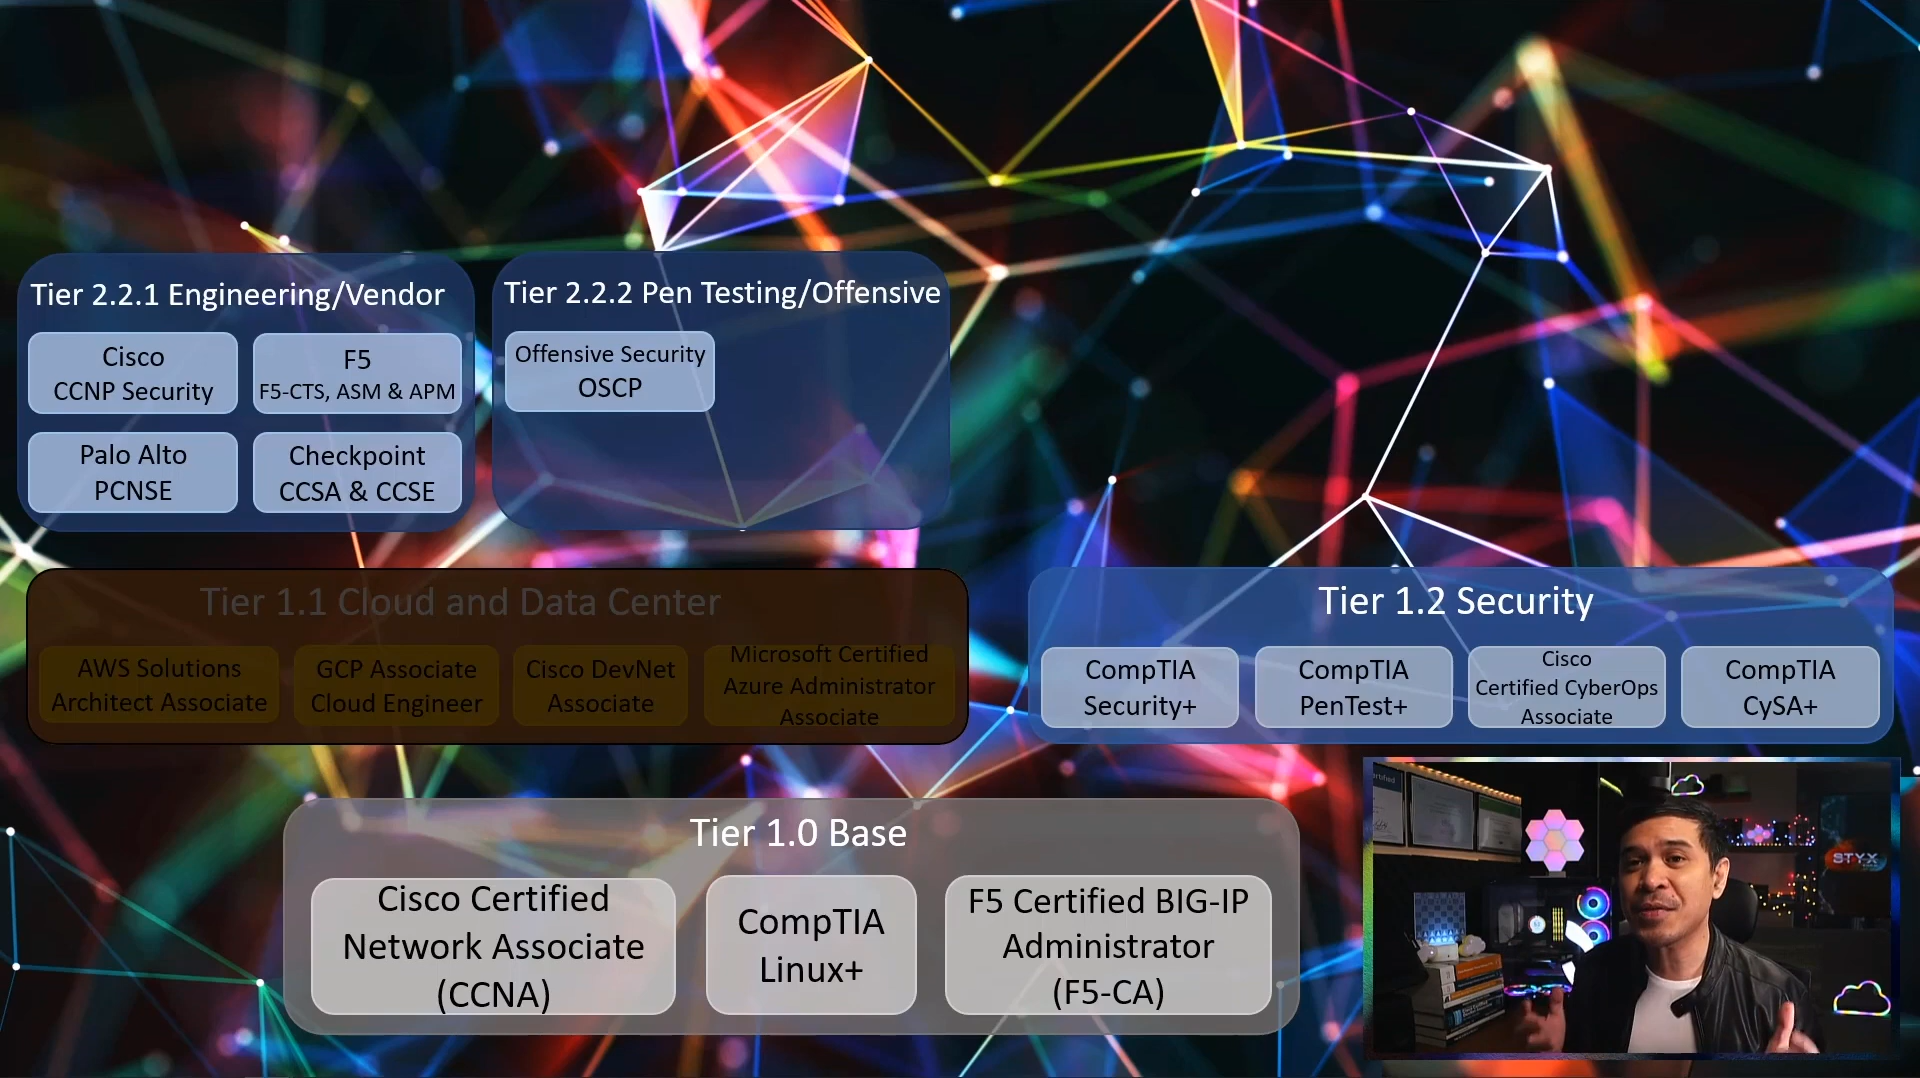 Tier 2.2.1 Engineering/Vendor
Cisco
CCNP Security
F5
F5-CTS, ASM & APM
Palo Alto
PCNSE
Checkpoint
CCSA & CCSE
Tier 2.2.2 Pen Testing/Offensive
Offensive Security
OSCP
Tier 1.1 Cloud and Data Center
AWS Solutions
Architect Associate
GCP Associate
Cloud Engineer
Cisco DevNet
Associate
Microsoft Certified
Azure Administrator
Associate
Tier 1.2 Security
CompTIA
Security+
CompTIA
PenTest+
Cisco
Certified CyberOps
Associate
CompTIA
CySA+
Tier 1.0 Base
Cisco Certified
Network Associate
(CCNA)
CompTIA
Linux+
F5 Certified BIG-IP
Administrator
(F5-CA)
STYX